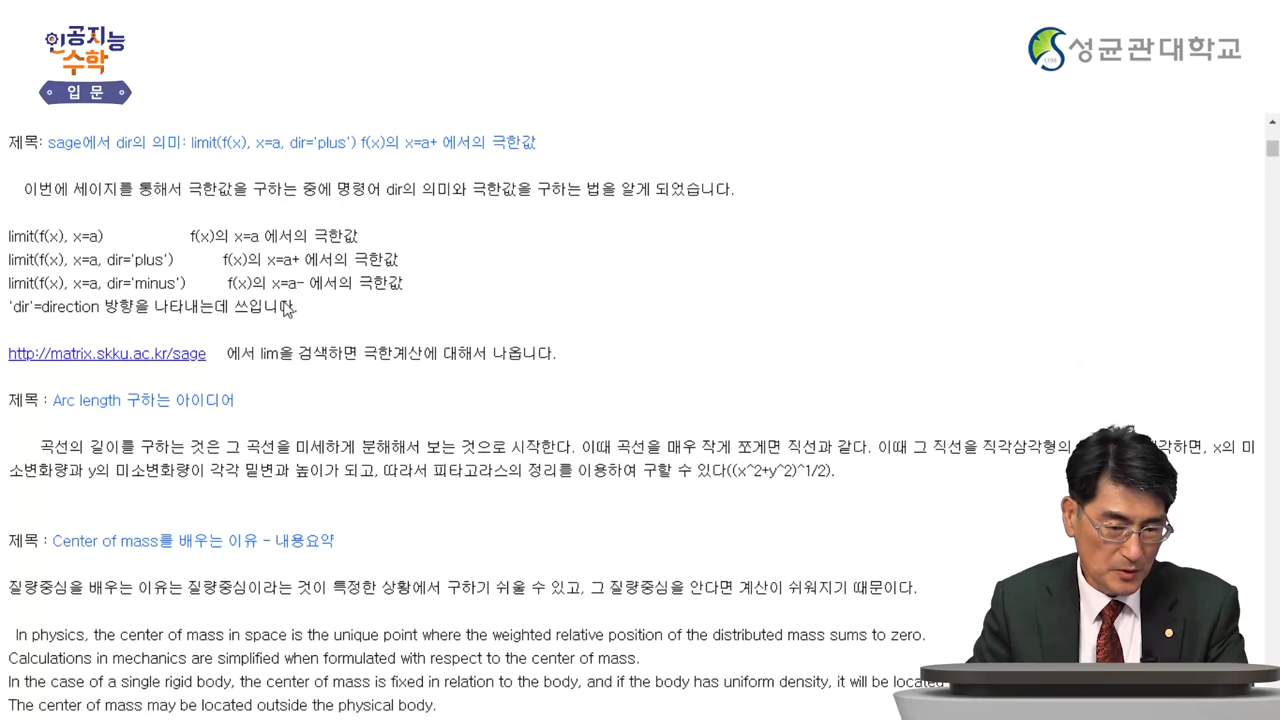 인공지능
수학
입문
1398
성균관대학교
제목: sage에서 dir의 의미: limit(f(x), x=a, dir='plus') f(x)의 x=a+ 에서의 극한값
이번에 세이지를 통해서 극한값을 구하는 중에 명령어 dir의 의미와 극한값을 구하는 법을 알게 되었습니다.
limit(f(x), x=a) f(x)의 x=a 에서의 극한값
limit(f(x), x=a, dir='plus') f(x)의 x=a+ 에서의 극한값
limit(f(x), x=a, dir='minus') f(x)의 x=a- 에서의 극한값
'dir'=direction 방향을 나타내는데 쓰입니다.
http://matrix.skku.ac.kr/sage 에서 lim을 검색하면 극한계산에 대해서 나옵니다.
제목 : Arc length 구하는 아이디어
곡선의 길이를 구하는 것은 그 곡선을 미세하게 분해해서 보는 것으로 시작한다. 이때 곡선을 매우 작게 쪼게면 직선과 같다. 이때 그 직선을 직각삼각형의 x의 미
소변화량과 y의 미소변화량이 각각 밑변과 높이가 되고, 따라서 피타고라스의 정리를 이용하여 구할 수 있다((x^2+y^2)^1/2).
제목 : Center of mass를 배우는 이유 - 내용요약
질량중심을 배우는 이유는 질량중심이라는 것이 특정한 상황에서 구하기 쉬울 수 있고, 그 질량중심을 안다면 계산이 쉬워지기 때문이다.
In physics, the center of mass in space is the unique point where the weighted relative position of the distributed mass sums to zero.
Calculations in mechanics are simplified when formulated with respect to the center of mass.
In the case of a single rigid body, the center of mass is fixed in relation to the body, and if the body has uniform density, it will be located
The center of mass may be located outside the physical body.